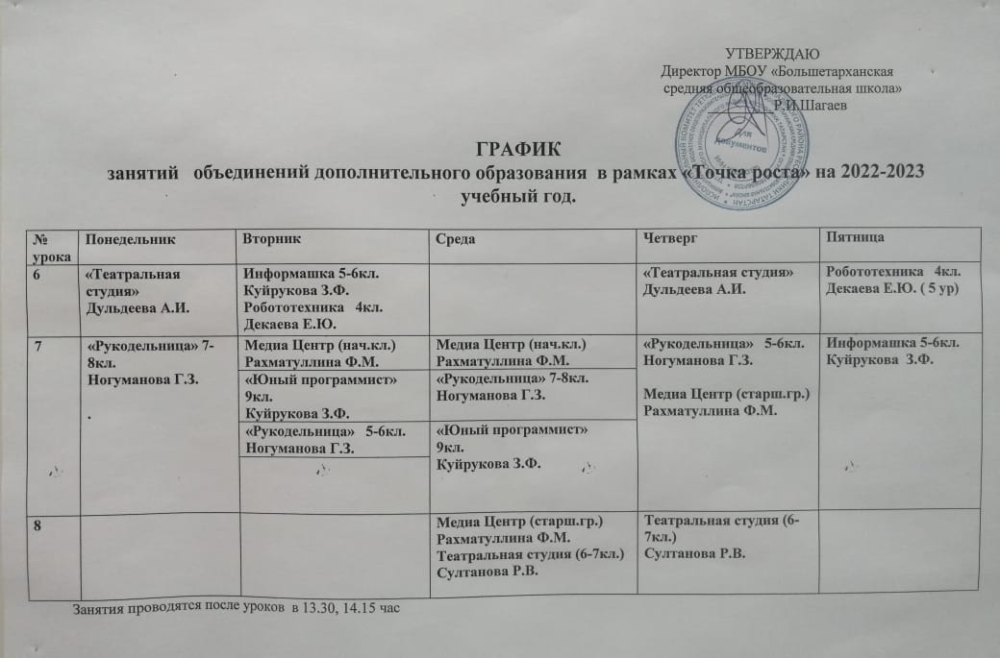 УТВЕРЖДАЮ
Директор МБОУ «Большетарханская
средняя общеобразовательная школа»
Р.И.Шагаев
Для
документов
ГРАФИК
занятий объединений дополнительного образования в рамках «Точка роста» на 2022-2023
учебный год.
№
урока
Понедельник
Вторник
Среда
Четверг
Пятница
6
«Театральная
студия»
Дульдеева А.И.
Информашка 5-6кл.
Куйрукова З.Ф.
Робототехника 4кл.
Декаева Е.Ю.
«Театральная студия»
Дульдеева А.И.
Робототехника 4кл.
Декаева Е.Ю. ( 5 ур)
7
«Рукодельница» 7-
8кл.
Ногуманова Г.З.
.
Медиа Центр (нач.кл.)
Рахматуллина Ф.М.
«Юный программист»
9кл.
Куйрукова З.Ф.
«Рукодельница» 5-6кл.
Ногуманова Г.З.
Медиа Центр (нач.кл.)
Рахматуллина Ф.М.
«Рукодельница» 7-8кл.
Ногуманова Г.З.
«Юный программист»
9кл.
Куйрукова З.Ф.
«Рукодельница» 5-6кл.
Ногуманова Г.З.
Медиа Центр (старш.гр.)
Рахматуллина Ф.М.
Информашка 5-6кл.
Куйрукова З.Ф.
8
Медиа Центр (старш.гр.)
Рахматуллина Ф.М.
Театральная студия (6-7кл.)
Султанова Р.В.
Театральная студия (6-
7кл.)
Султанова Р.В.
Занятия проводятся после уроков в 13.30, 14.15 час